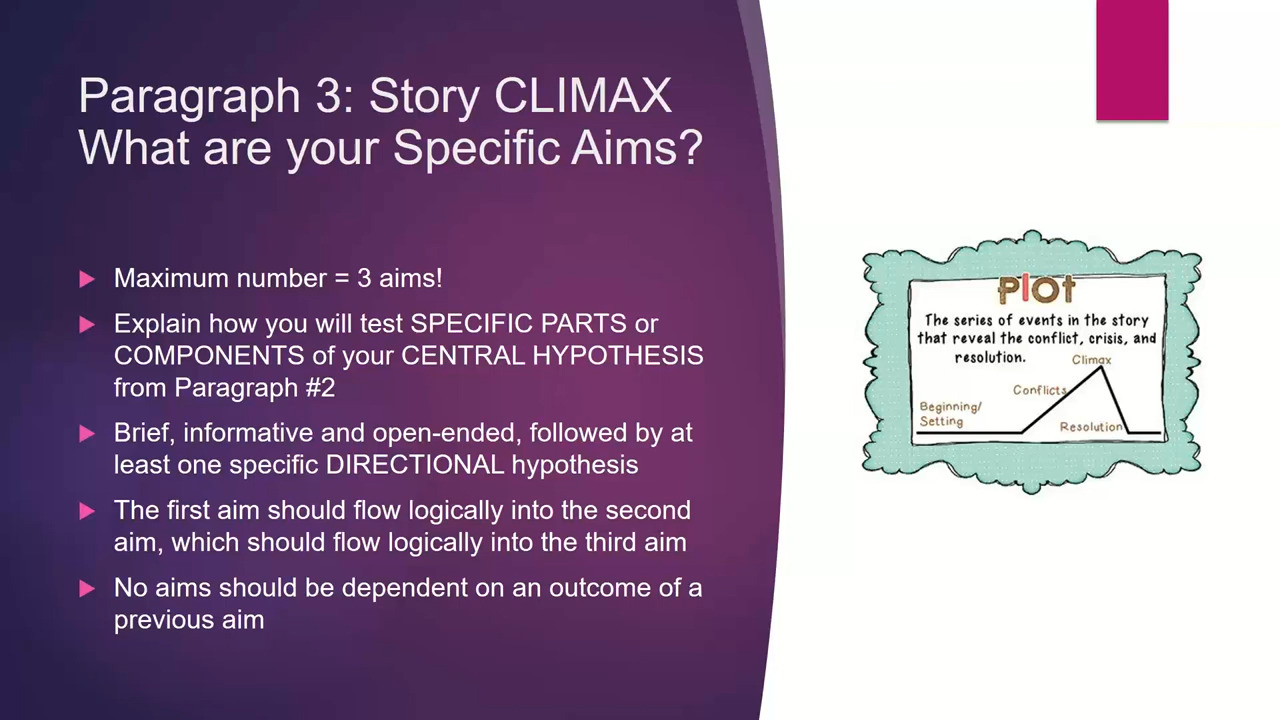 Paragraph 3: Story CLIMAX
What are your Specific Aims?
Maximum number = 3 aims!
Explain how you will test SPECIFIC PARTS or
COMPONENTS of your CENTRAL HYPOTHESIS
from Paragraph #2
Brief, informative and open-ended, followed by at
least one specific DIRECTIONAL hypothesis
The first aim should flow logically into the second
aim, which should flow logically into the third aim
No aims should be dependent on an outcome of a
previous aim
Plot
The series of events in the story
that reveal the conflict, crisis, and
resolution.
Climax
Conflicts
Beginning/
Setting
Resolution